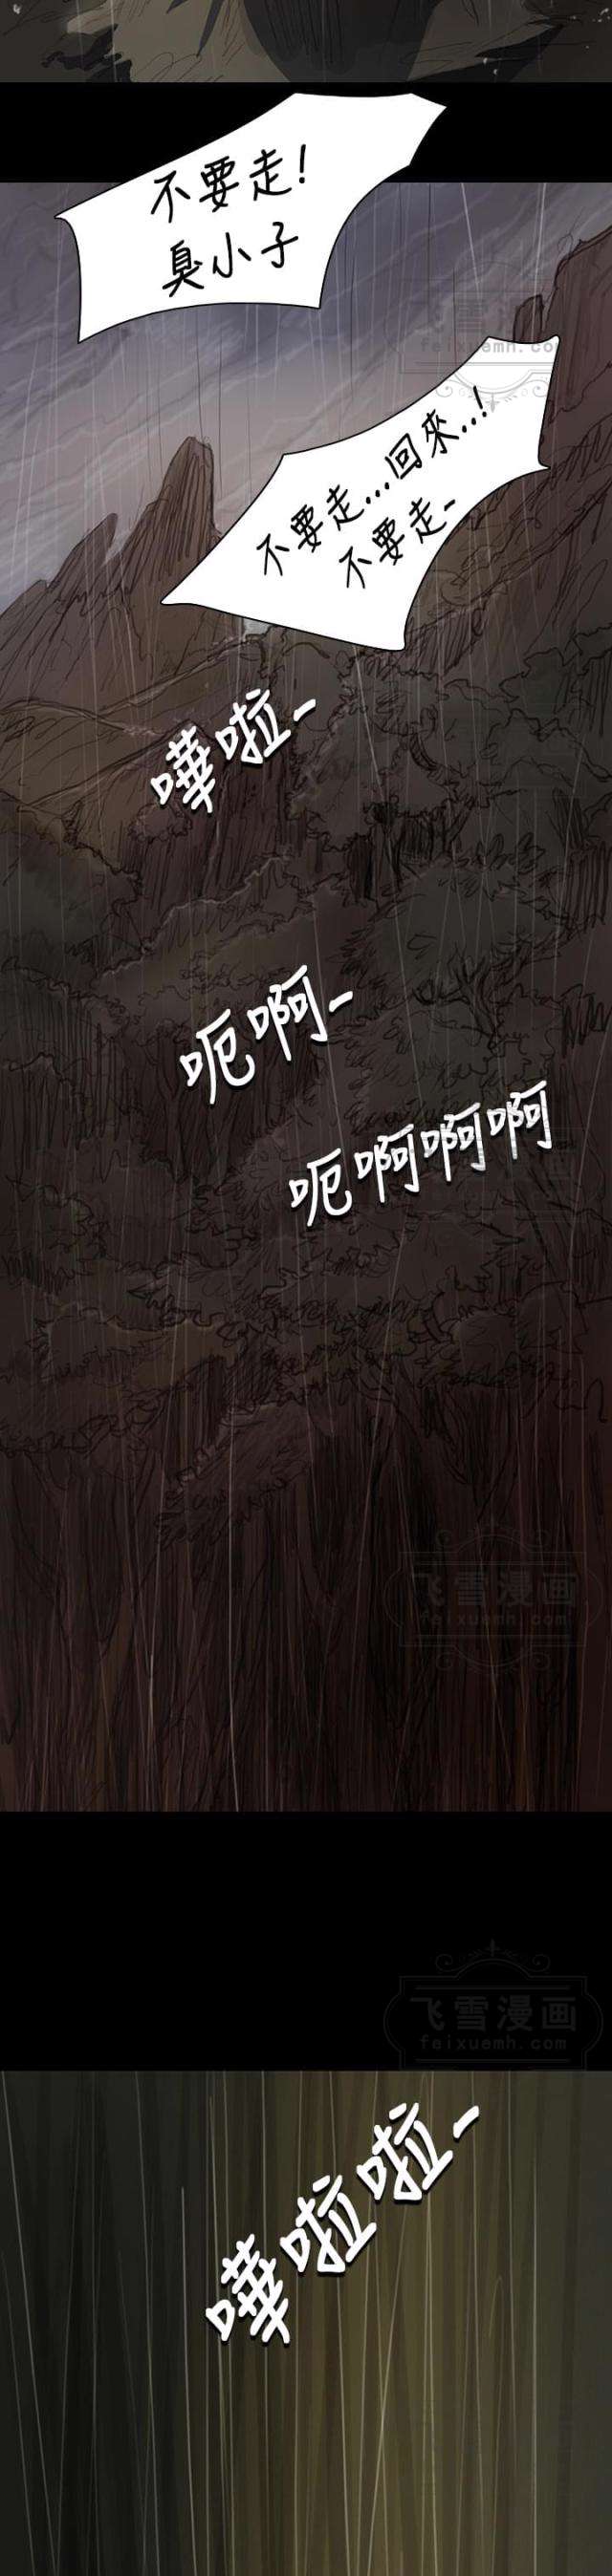 不要走!
臭小子
飞雪漫画
feixuemh.com
不要走...回來...!
不要走-
嘩啦-
呃啊-
呃啊啊啊
飞雪漫画
feixuemh.com
飞雪漫画
feixuemh.com
嘩啦啦-